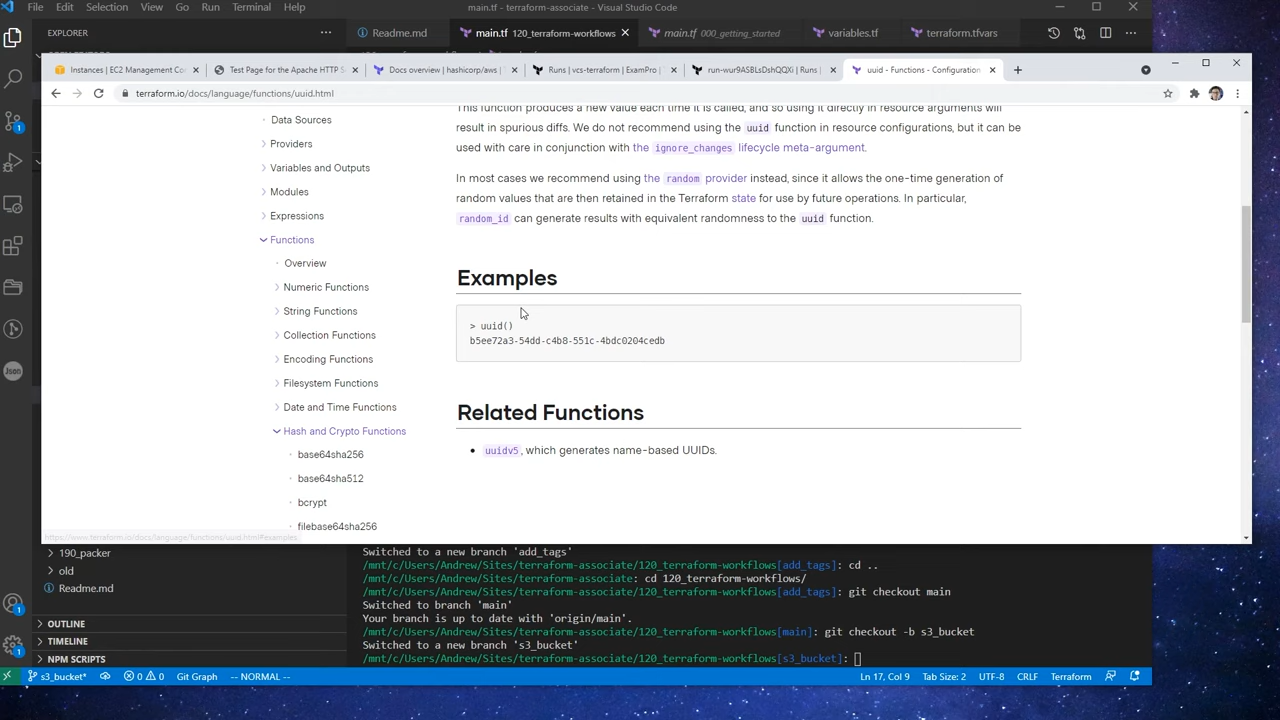 File Edit Selection View Go Run Terminal Help
main.tf - terraform-associate - Visual Studio Code
EXPLORER
Readme.md
main.tf 120_terraform-workflows
main.tf 000_getting_started
variables.tf
terraform.tfvars
Instances | EC2 Management Co
Test Page for the Apache HTTP S
Docs overview | hashicorp/aws | T
Runs | vcs-terraform | ExamPro |
run-wur9ASBLsDshQQXi | Runs |
uuid - Functions - Configuration
terraform.io/docs/language/functions/uuid.html
Data Sources
Providers
Variables and Outputs
Modules
Expressions
Functions
Overview
Numeric Functions
String Functions
Collection Functions
Encoding Functions
Filesystem Functions
Date and Time Functions
Hash and Crypto Functions
base64sha256
base64sha512
bcrypt
filebase64sha256
This function produces a new value each time it is called, and so using it directly in resource arguments will
result in spurious diffs. We do not recommend using the uuid function in resource configurations, but it can be
used with care in conjunction with the ignore_changes lifecycle meta-argument.
In most cases we recommend using the random provider instead, since it allows the one-time generation of
random values that are then retained in the Terraform state for use by future operations. In particular,
random_id can generate results with equivalent randomness to the uuid function.
Examples
> uuid()
b5ee72a3-54dd-c4b8-551c-4bdc0204cedb
Related Functions
• uuidv5, which generates name-based UUIDs.
https://www.terraform.io/docs/language/functions/uuid.html#examples
190_packer
old
Readme.md
OUTLINE
TIMELINE
NPM SCRIPTS
Switched to a new branch 'add_tags'
/mnt/c/Users/Andrew/Sites/terraform-associate/120_terraform-workflows[add_tags]: cd ..
/mnt/c/Users/Andrew/Sites/terraform-associate: cd 120_terraform-workflows/
/mnt/c/Users/Andrew/Sites/terraform-associate/120_terraform-workflows[add_tags]: git checkout main
Switched to branch 'main'
Your branch is up to date with 'origin/main'.
/mnt/c/Users/Andrew/Sites/terraform-associate/120_terraform-workflows[main]: git checkout -b s3_bucket
Switched to a new branch 's3_bucket'
/mnt/c/Users/Andrew/Sites/terraform-associate/120_terraform-workflows[s3_bucket]:
s3_bucket* 0 0 Git Graph -- NORMAL -- Ln 17, Col 9 Tab Size: 2 UTF-8 CRLF Terraform